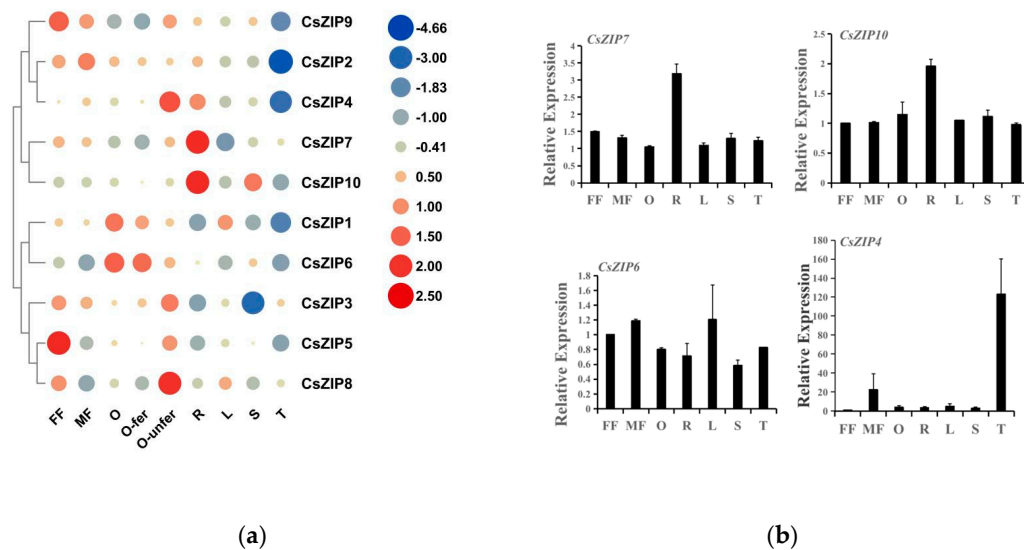 CsZIP9
CsZIP2
CsZIP4
CsZIP7
CsZIP10
CsZIP1
CsZIP6
CsZIP3
CsZIP5
CsZIP8
FF MF O O-fer O-unfer R L S T
-4.66
-3.00
-1.83
-1.00
-0.41
0.50
1.00
1.50
2.00
2.50
(a)
CsZIP7
Relative Expression
4
3.5
3
2.5
2
1.5
1
0.5
0
FF MF O R L S T
CsZIP10
Relative Expression
2.5
2
1.5
1
0.5
0
FF MF O R L S T
CsZIP6
Relative Expression
1.8
1.6
1.4
1.2
1
0.8
0.6
0.4
0.2
0
FF MF O R L S T
CsZIP4
Relative Expression
180
160
140
120
100
80
60
40
20
0
FF MF O R L S T
(b)